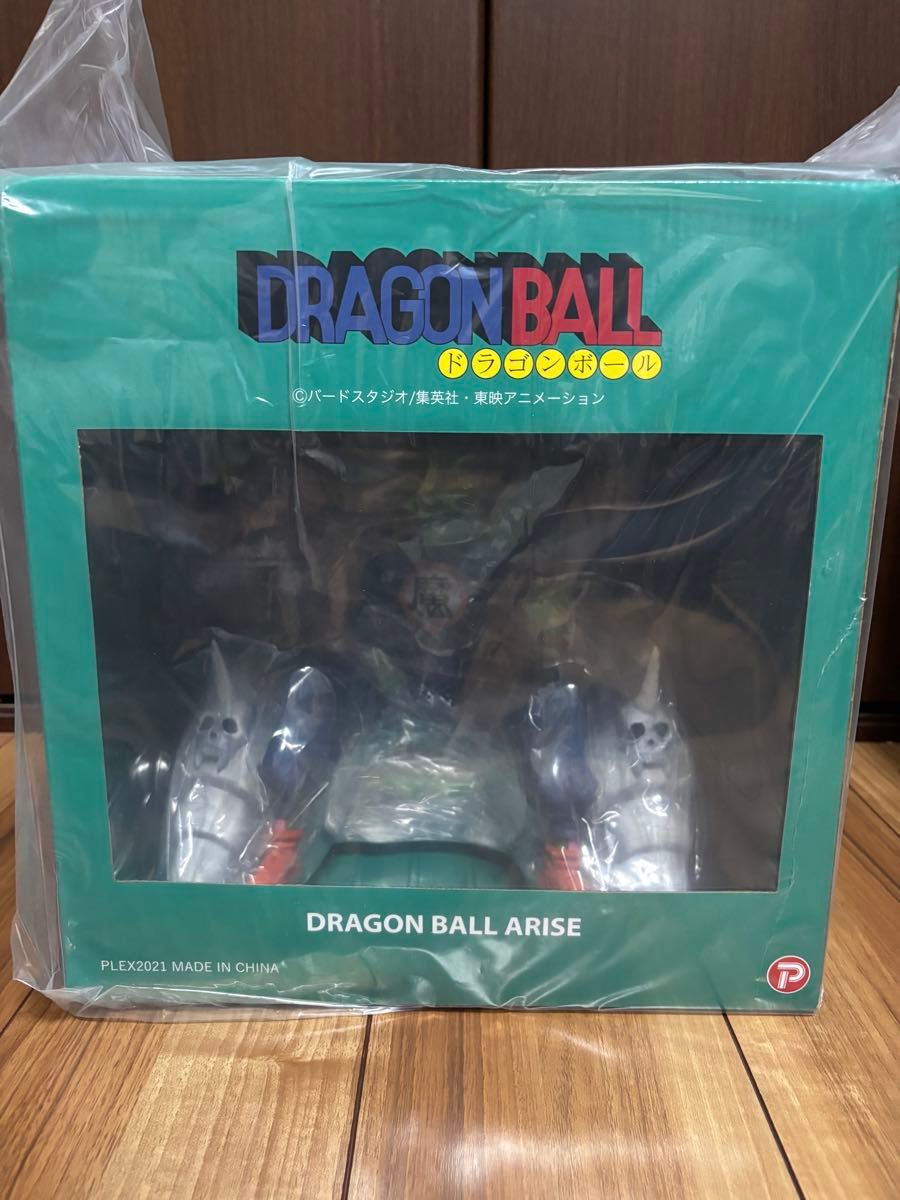 DRAGON BALL
ドラゴンボール
©バードスタジオ/集英社・東映アニメーション
魔
DRAGON BALL ARISE
PLEX2021 MADE IN CHINA
P